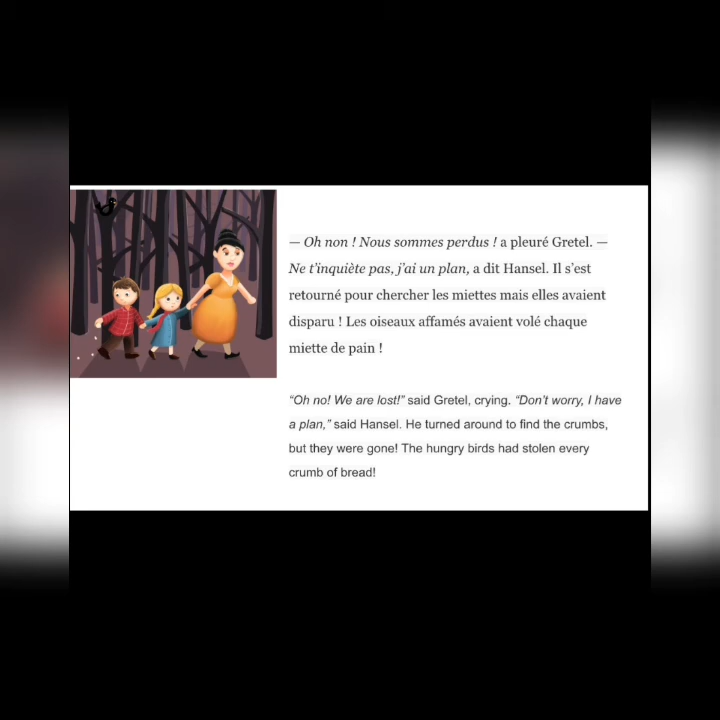 — Oh non ! Nous sommes perdus ! a pleuré Gretel. —
Ne t’inquiète pas, j’ai un plan, a dit Hansel. Il s’est
retourné pour chercher les miettes mais elles avaient
disparu ! Les oiseaux affamés avaient volé chaque
miette de pain !
“Oh no! We are lost!” said Gretel, crying. “Don’t worry, I have
a plan,” said Hansel. He turned around to find the crumbs,
but they were gone! The hungry birds had stolen every
crumb of bread!